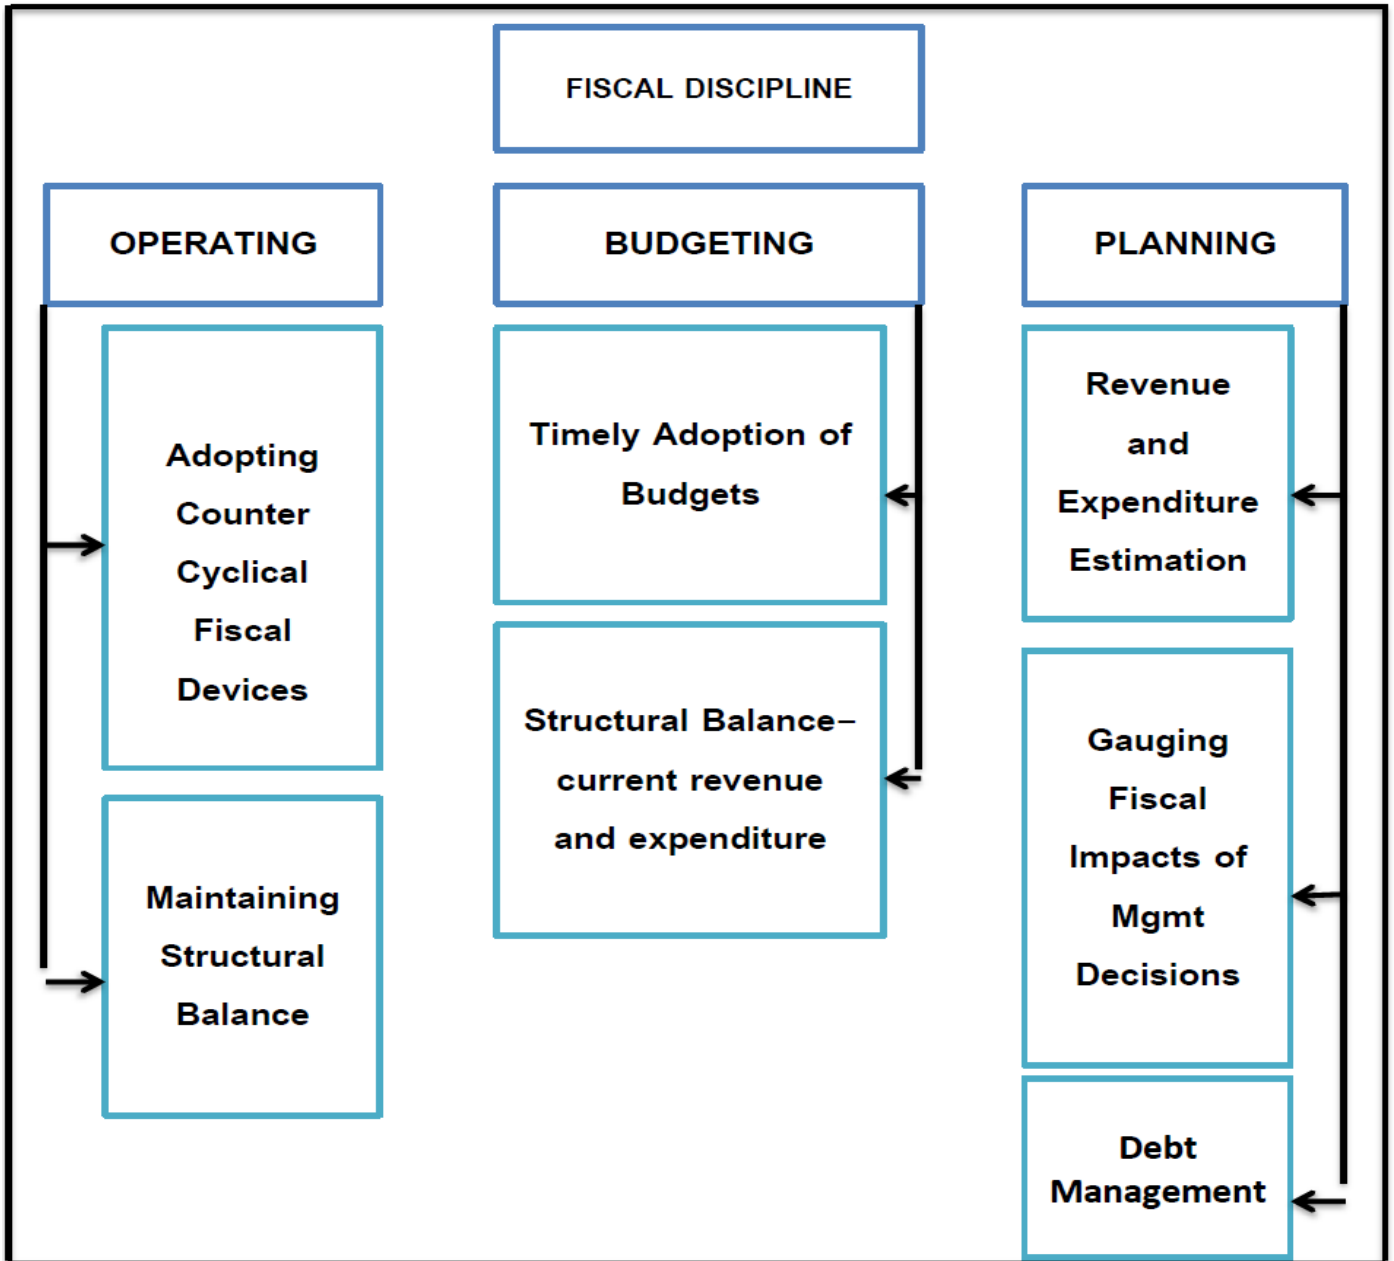 FISCAL DISCIPLINE
OPERATING
Adopting
Counter
Cyclical
Fiscal
Devices
Maintaining
Structural
Balance
BUDGETING
Timely Adoption of
Budgets
Structural Balance–
current revenue
and expenditure
PLANNING
Revenue
and
Expenditure
Estimation
Gauging
Fiscal
Impacts of
Mgmt
Decisions
Debt
Management